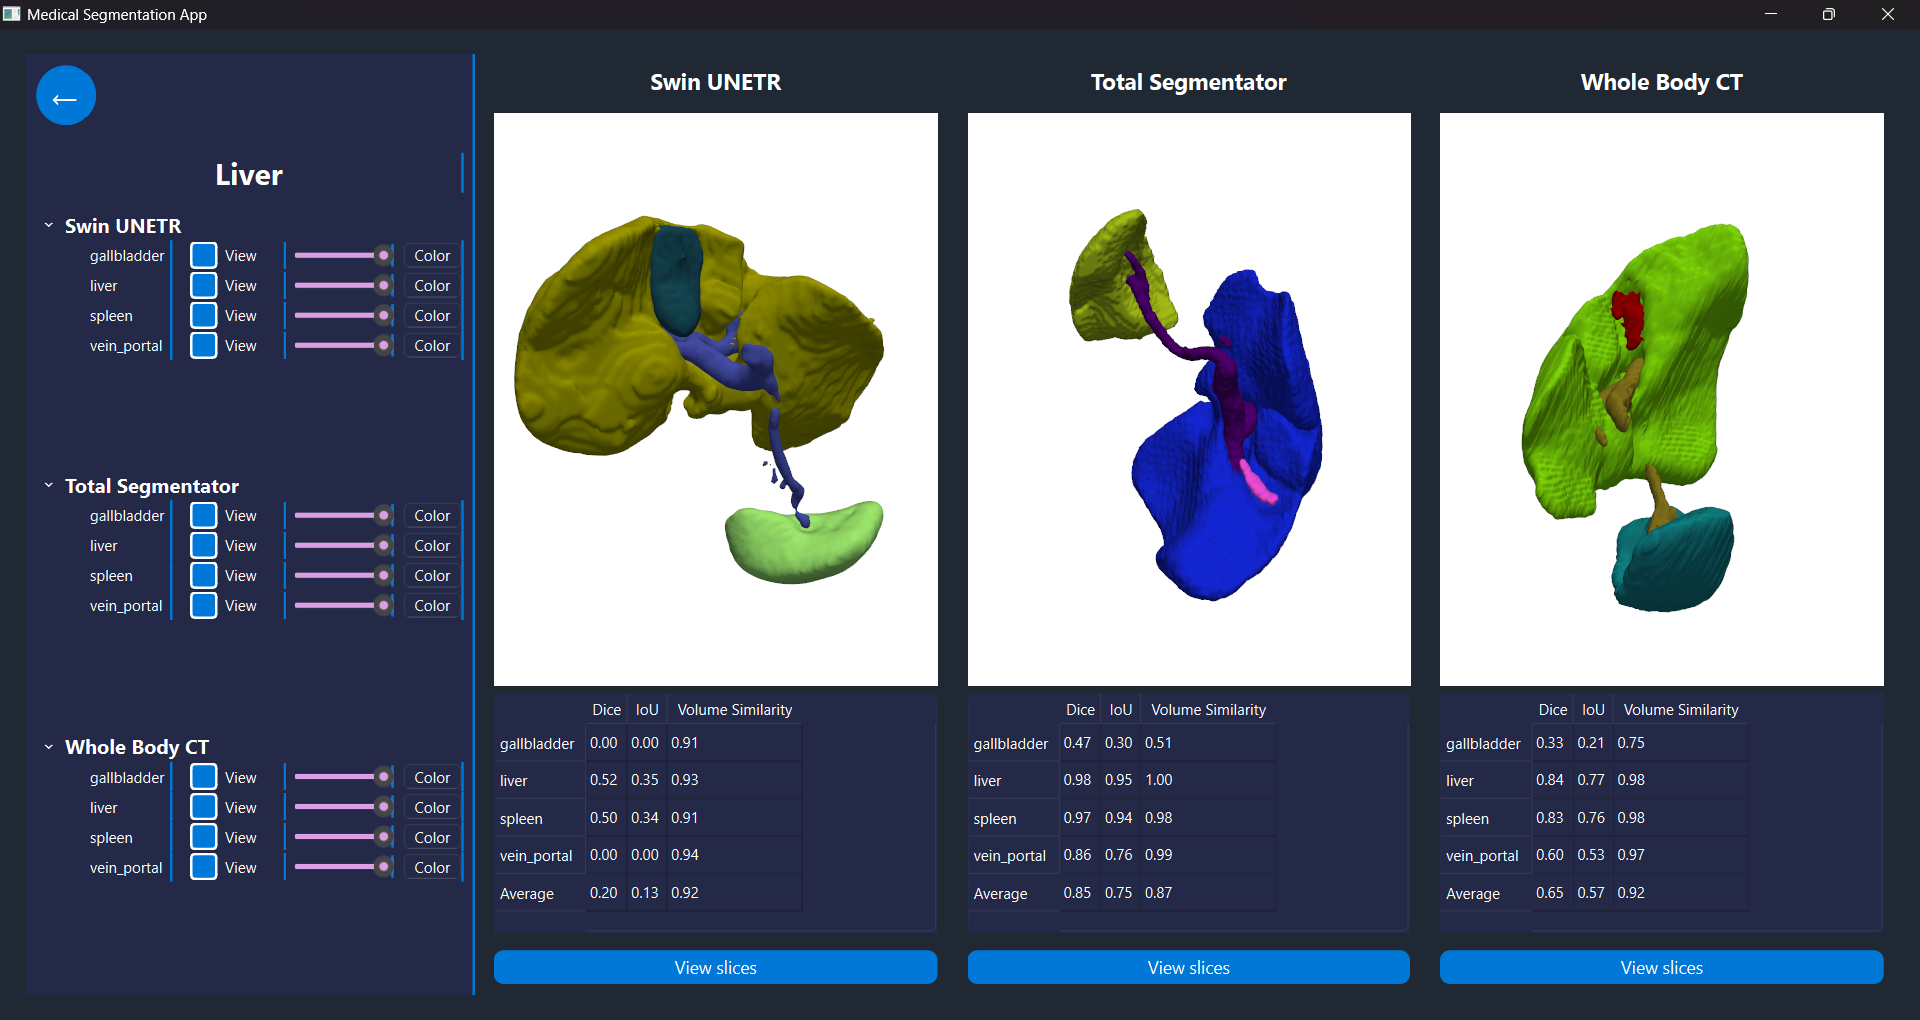 Medical Segmentation App
Liver
Swin UNETR
gallbladder View Color
liver View Color
spleen View Color
vein_portal View Color
Total Segmentator
gallbladder View Color
liver View Color
spleen View Color
vein_portal View Color
Whole Body CT
gallbladder View Color
liver View Color
spleen View Color
vein_portal View Color
Swin UNETR
Dice IoU Volume Similarity
gallbladder 0.00 0.00 0.91
liver 0.52 0.35 0.93
spleen 0.50 0.34 0.91
vein_portal 0.00 0.00 0.94
Average 0.20 0.13 0.92
View slices
Total Segmentator
Dice IoU Volume Similarity
gallbladder 0.47 0.30 0.51
liver 0.98 0.95 1.00
spleen 0.97 0.94 0.98
vein_portal 0.86 0.76 0.99
Average 0.85 0.75 0.87
View slices
Whole Body CT
Dice IoU Volume Similarity
gallbladder 0.33 0.21 0.75
liver 0.84 0.77 0.98
spleen 0.83 0.76 0.98
vein_portal 0.60 0.53 0.97
Average 0.65 0.57 0.92
View slices